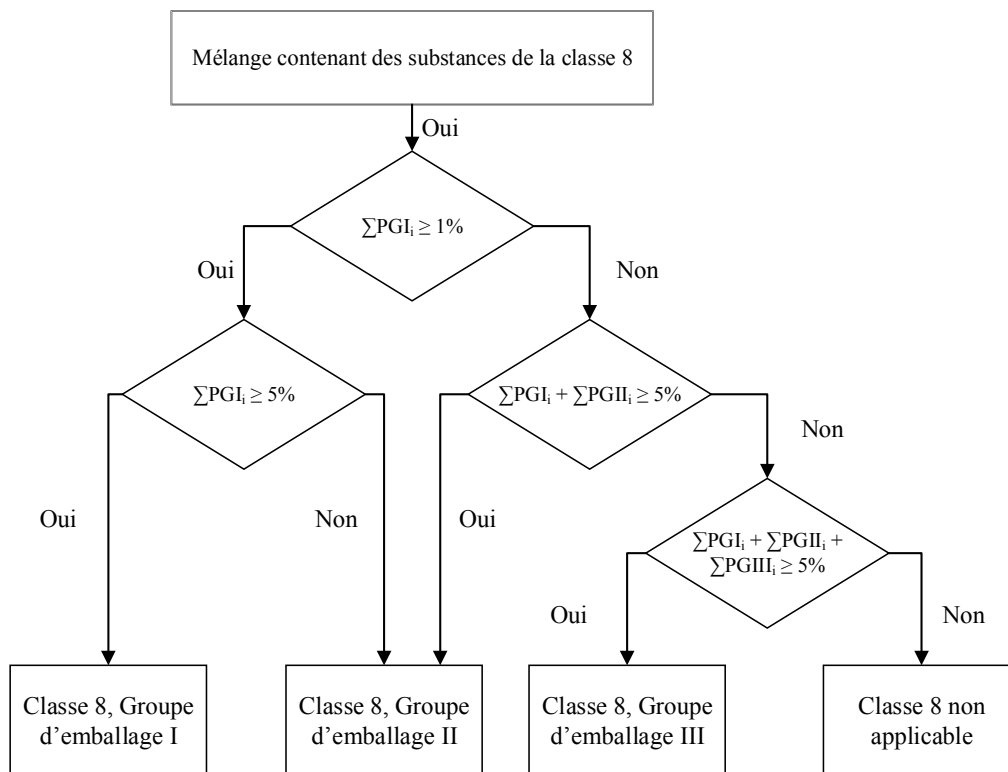 Mélange contenant des substances de la classe 8
Oui
∑PGIᵢ ≥ 1%
Oui
Non
∑PGIᵢ ≥ 5%
∑PGIᵢ + ∑PGIIᵢ ≥ 5%
Non
Oui
Non
Oui
∑PGIᵢ + ∑PGIIᵢ +
∑PGIIIᵢ ≥ 5%
Oui
Non
Classe 8, Groupe
d’emballage I
Classe 8, Groupe
d’emballage II
Classe 8, Groupe
d’emballage III
Classe 8 non
applicable